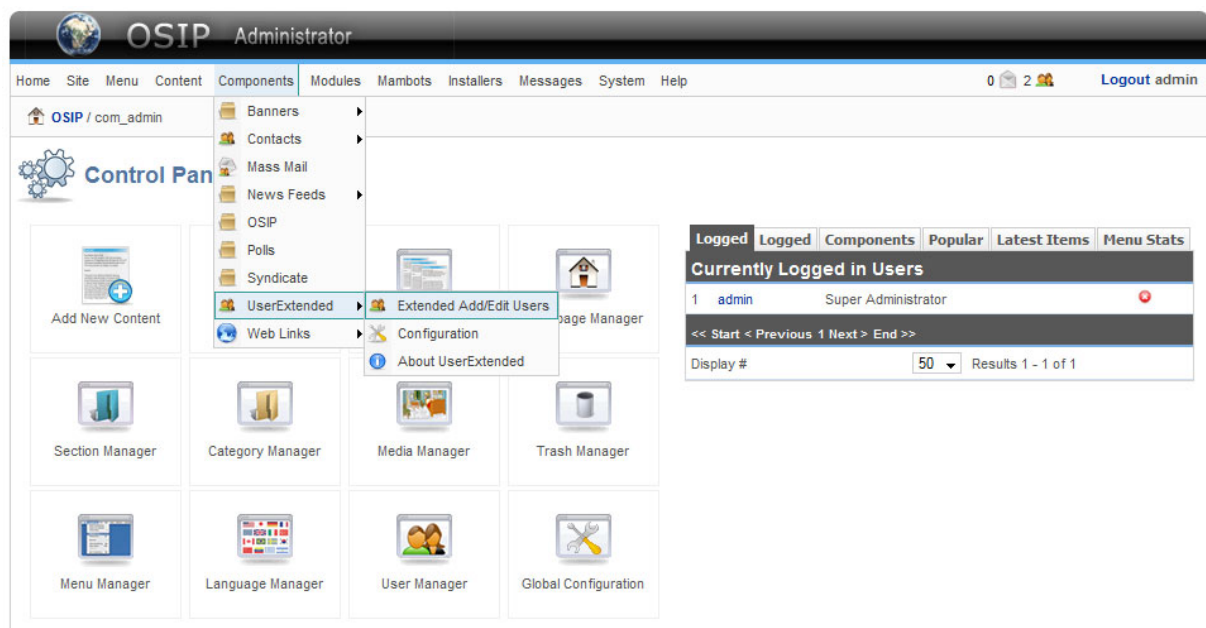 OSIP Administrator
Home Site Menu Content Components Modules Mambots Installers Messages System Help 0 2 Logout admin
OSIP / com_admin
Control Pan
Banners
Contacts
Mass Mail
News Feeds
OSIP
Polls
Syndicate
UserExtended
Web Links
Extended Add/Edit Users
Configuration
About UserExtended
Add New Content
page Manager
Section Manager
Category Manager
Media Manager
Trash Manager
Menu Manager
Language Manager
User Manager
Global Configuration
Logged Logged Components Popular Latest Items Menu Stats
Currently Logged in Users
1 admin Super Administrator
<< Start < Previous 1 Next > End >>
Display # 50 Results 1 - 1 of 1